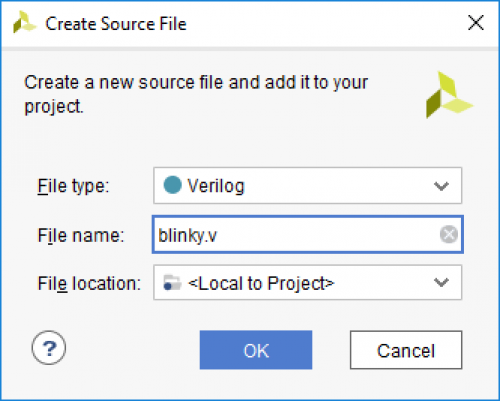 Create Source File
Create a new source file and add it to your
project.
File type: Verilog
File name: blinky.v
File location: <Local to Project>
? OK Cancel